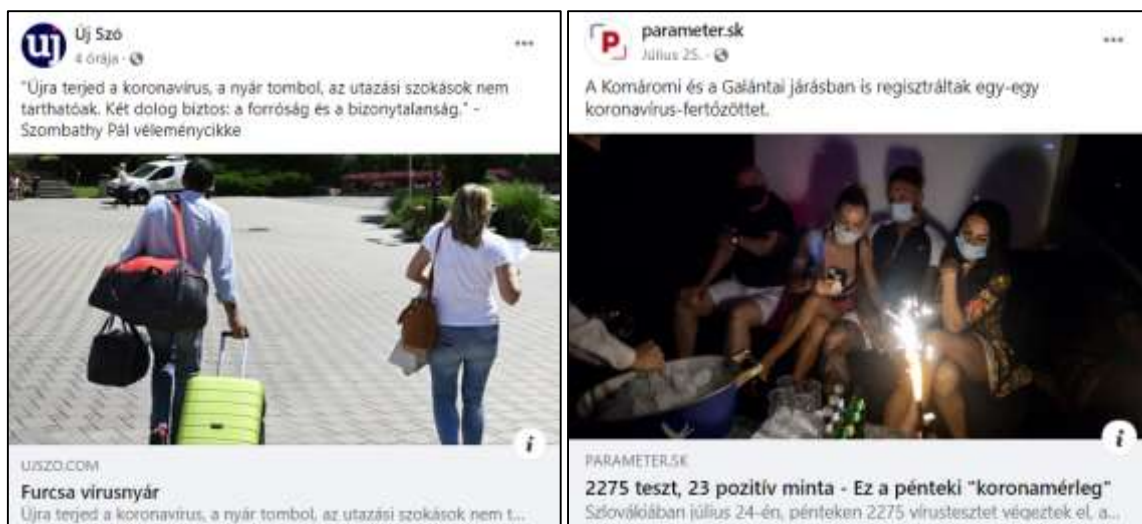 Új Szó
4 órája
"Újra terjed a koronavírus, a nyár tombol, az utazási szokások nem
tarthatóak. Két dolog biztos: a forróság és a bizonytalanság." -
Szombathy Pál véleménycikke
UJSZO.COM
Furcsa vírusnyár
Újra terjed a koronavírus, a nyár tombol, az utazási szokások nem t...
parameter.sk
Július 25.
A Komáromi és a Galántai járásban is regisztráltak egy-egy
koronavírus-fertőzöttet.
PARAMETER.SK
2275 teszt, 23 pozitív minta - Ez a pénteki "koronamérleg"
Szlovákiában július 24-én, pénteken 2275 vírustesztet végeztek el, a...